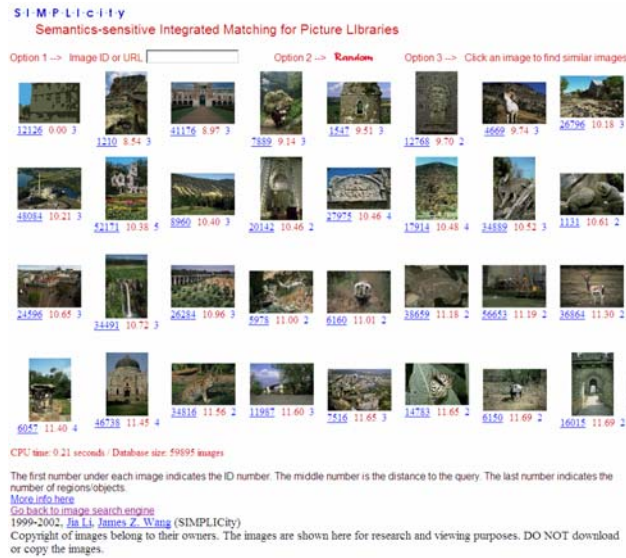 S·I·M·P·L·I·c·i·t·y
Semantics-sensitive Integrated Matching for Picture LIbraries
Option 1 --> Image ID or URL Option 2 --> Random Option 3 --> Click an image to find similar images
12126 0.00 3 1210 8.54 3 41176 8.97 3 7889 9.14 3 1547 9.51 3 12768 9.70 2 4669 9.74 3 26796 10.18 3
48084 10.21 3 52171 10.38 5 8960 10.40 3 20142 10.46 2 27975 10.46 4 17914 10.48 4 34889 10.52 3 1131 10.61 2
24596 10.65 3 34491 10.72 3 26284 10.96 3 5978 11.00 2 6160 11.01 2 38659 11.18 2 56653 11.19 2 36864 11.30 2
6057 11.40 4 46738 11.45 4 34816 11.56 2 11987 11.60 3 7516 11.65 3 14783 11.65 2 6150 11.69 2 16015 11.69 2
CPU time: 0.21 seconds / Database size: 59895 images
The first number under each image indicates the ID number. The middle number is the distance to the query. The last number indicates the
number of regions/objects.
More info here
Go back to image search engine
1999-2002, Jia Li, James Z. Wang (SIMPLICity)
Copyright of images belong to their owners. The images are shown here for research and viewing purposes. DO NOT download
or copy the images.